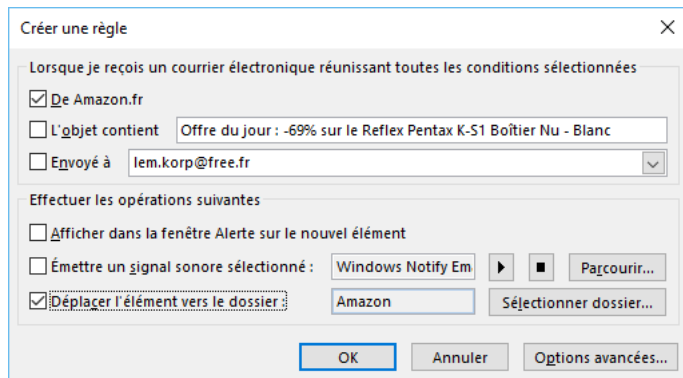 Créer une règle
Lorsque je reçois un courrier électronique réunissant toutes les conditions sélectionnées
De Amazon.fr
L'objet contient Offre du jour : -69% sur le Reflex Pentax K-S1 Boîtier Nu - Blanc
Envoyé à lem.korp@free.fr
Effectuer les opérations suivantes
Afficher dans la fenêtre Alerte sur le nouvel élément
Émettre un signal sonore sélectionné : Windows Notify Em Parcourir...
Déplacer l'élément vers le dossier : Amazon Sélectionner dossier...
OK Annuler Options avancées...